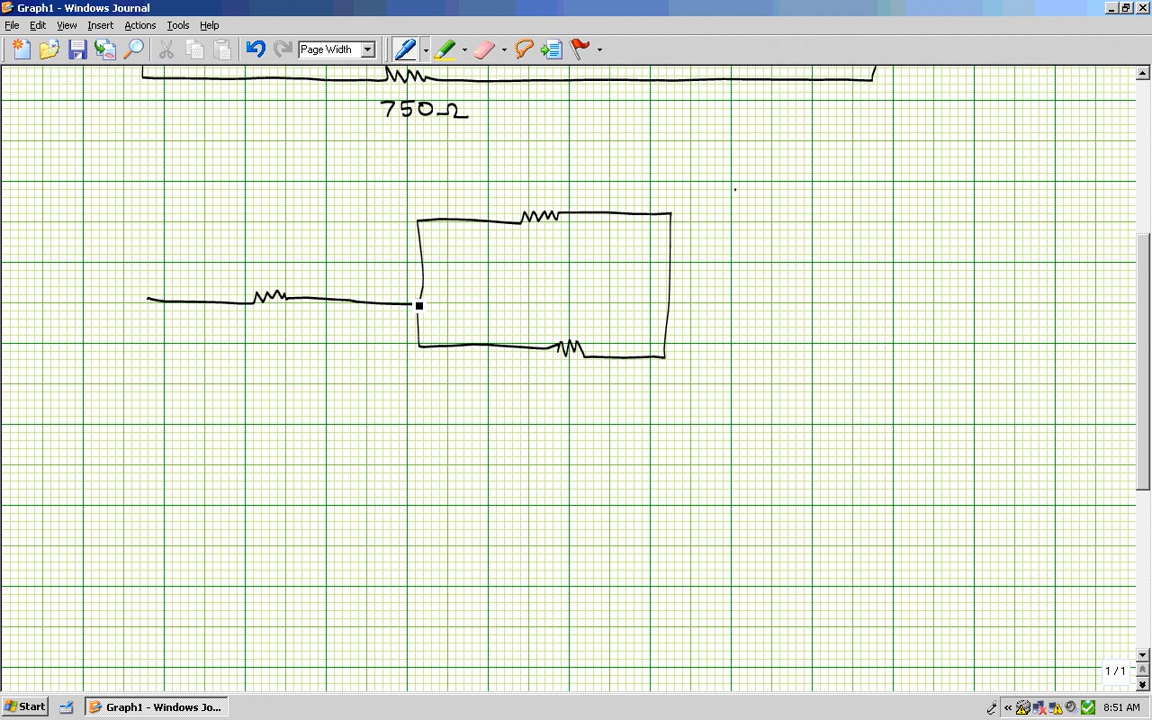 Graph1 - Windows Journal
File Edit View Insert Actions Tools Help
Page Width
750Ω
1/1
Start
Graph1 - Windows Jo...
«
8:51 AM